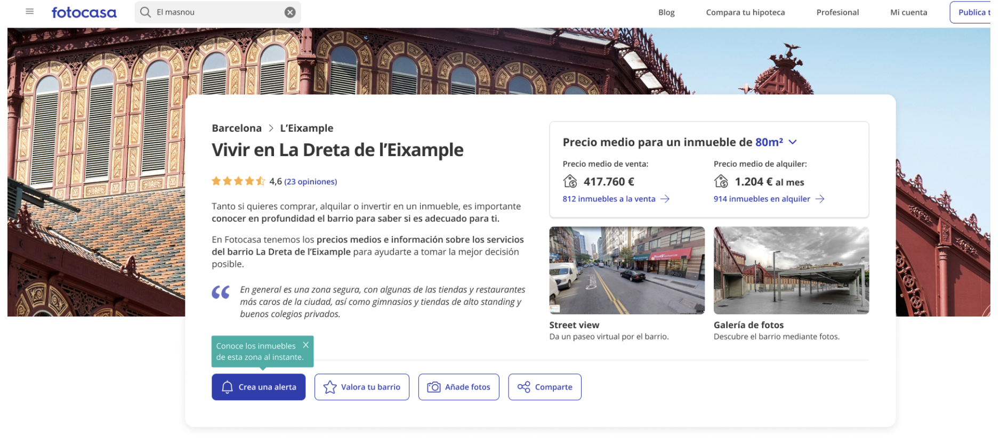 fotocasa
El masnou
Blog
Compara tu hipoteca
Profesional
Mi cuenta
Publica t
Barcelona > L'Eixample
Vivir en La Dreta de l'Eixample
4,6 (23 opiniones)
Tanto si quieres comprar, alquilar o invertir en un inmueble, es importante
conocer en profundidad el barrio para saber si es adecuado para ti.
En Fotocasa tenemos los precios medios e información sobre los servicios
del barrio La Dreta de l'Eixample para ayudarte a tomar la mejor decisión
posible.
“ En general es una zona segura, con algunas de las tiendas y restaurantes
más caros de la ciudad, así como gimnasios y tiendas de alto standing y
buenos colegios privados.
Precio medio para un inmueble de 80m²
Precio medio de venta:
417.760 €
812 inmuebles a la venta →
Precio medio de alquiler:
1.204 € al mes
914 inmuebles en alquiler →
Street view
Da un paseo virtual por el barrio.
Galería de fotos
Descubre el barrio mediante fotos.
Conoce los inmuebles
de esta zona al instante.
Crea una alerta
Valora tu barrio
Añade fotos
Comparte